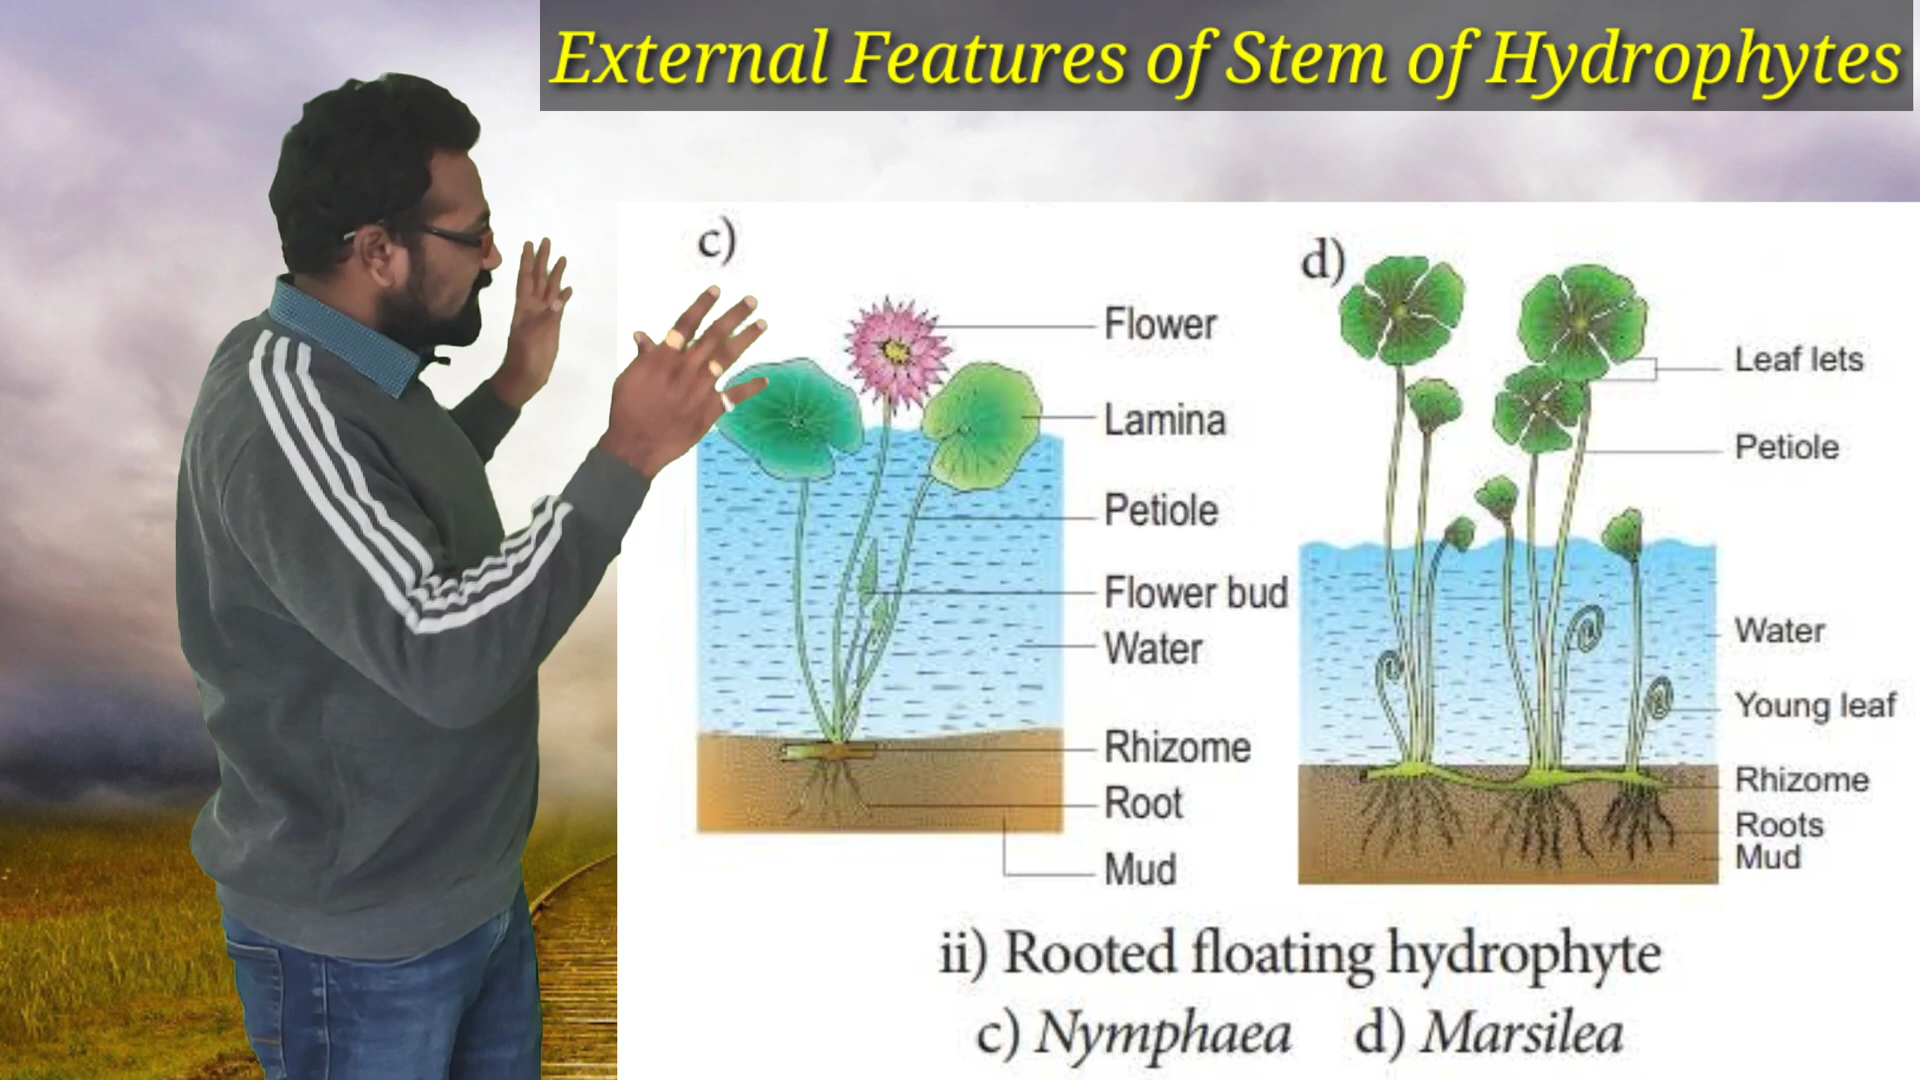 External Features of Stem of Hydrophytes
c)
Flower
Lamina
Petiole
Flower bud
Water
Rhizome
Root
Mud
d)
Leaf lets
Petiole
Water
Young leaf
Rhizome
Roots
Mud
ii) Rooted floating hydrophyte
c) Nymphaea d) Marsilea